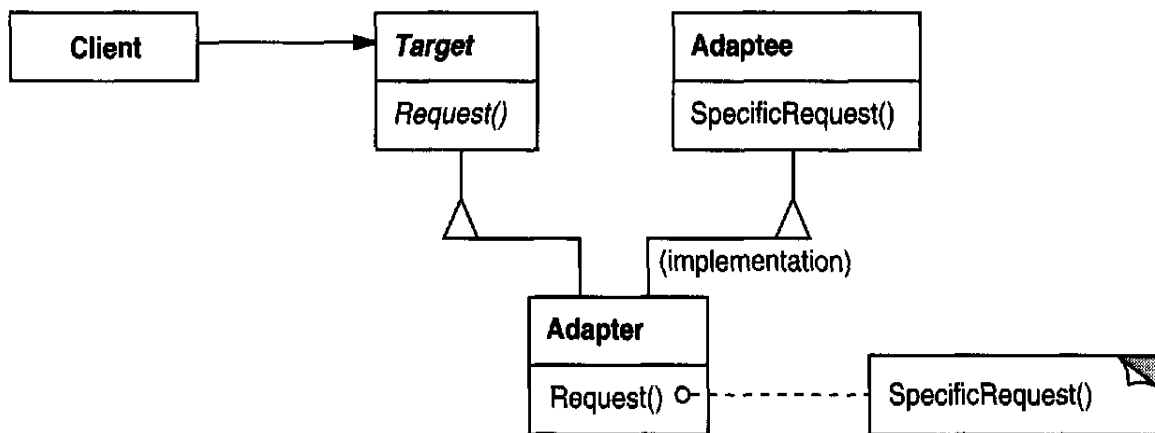 Client
Target
Request()
Adaptee
SpecificRequest()
(implementation)
Adapter
Request()
SpecificRequest()